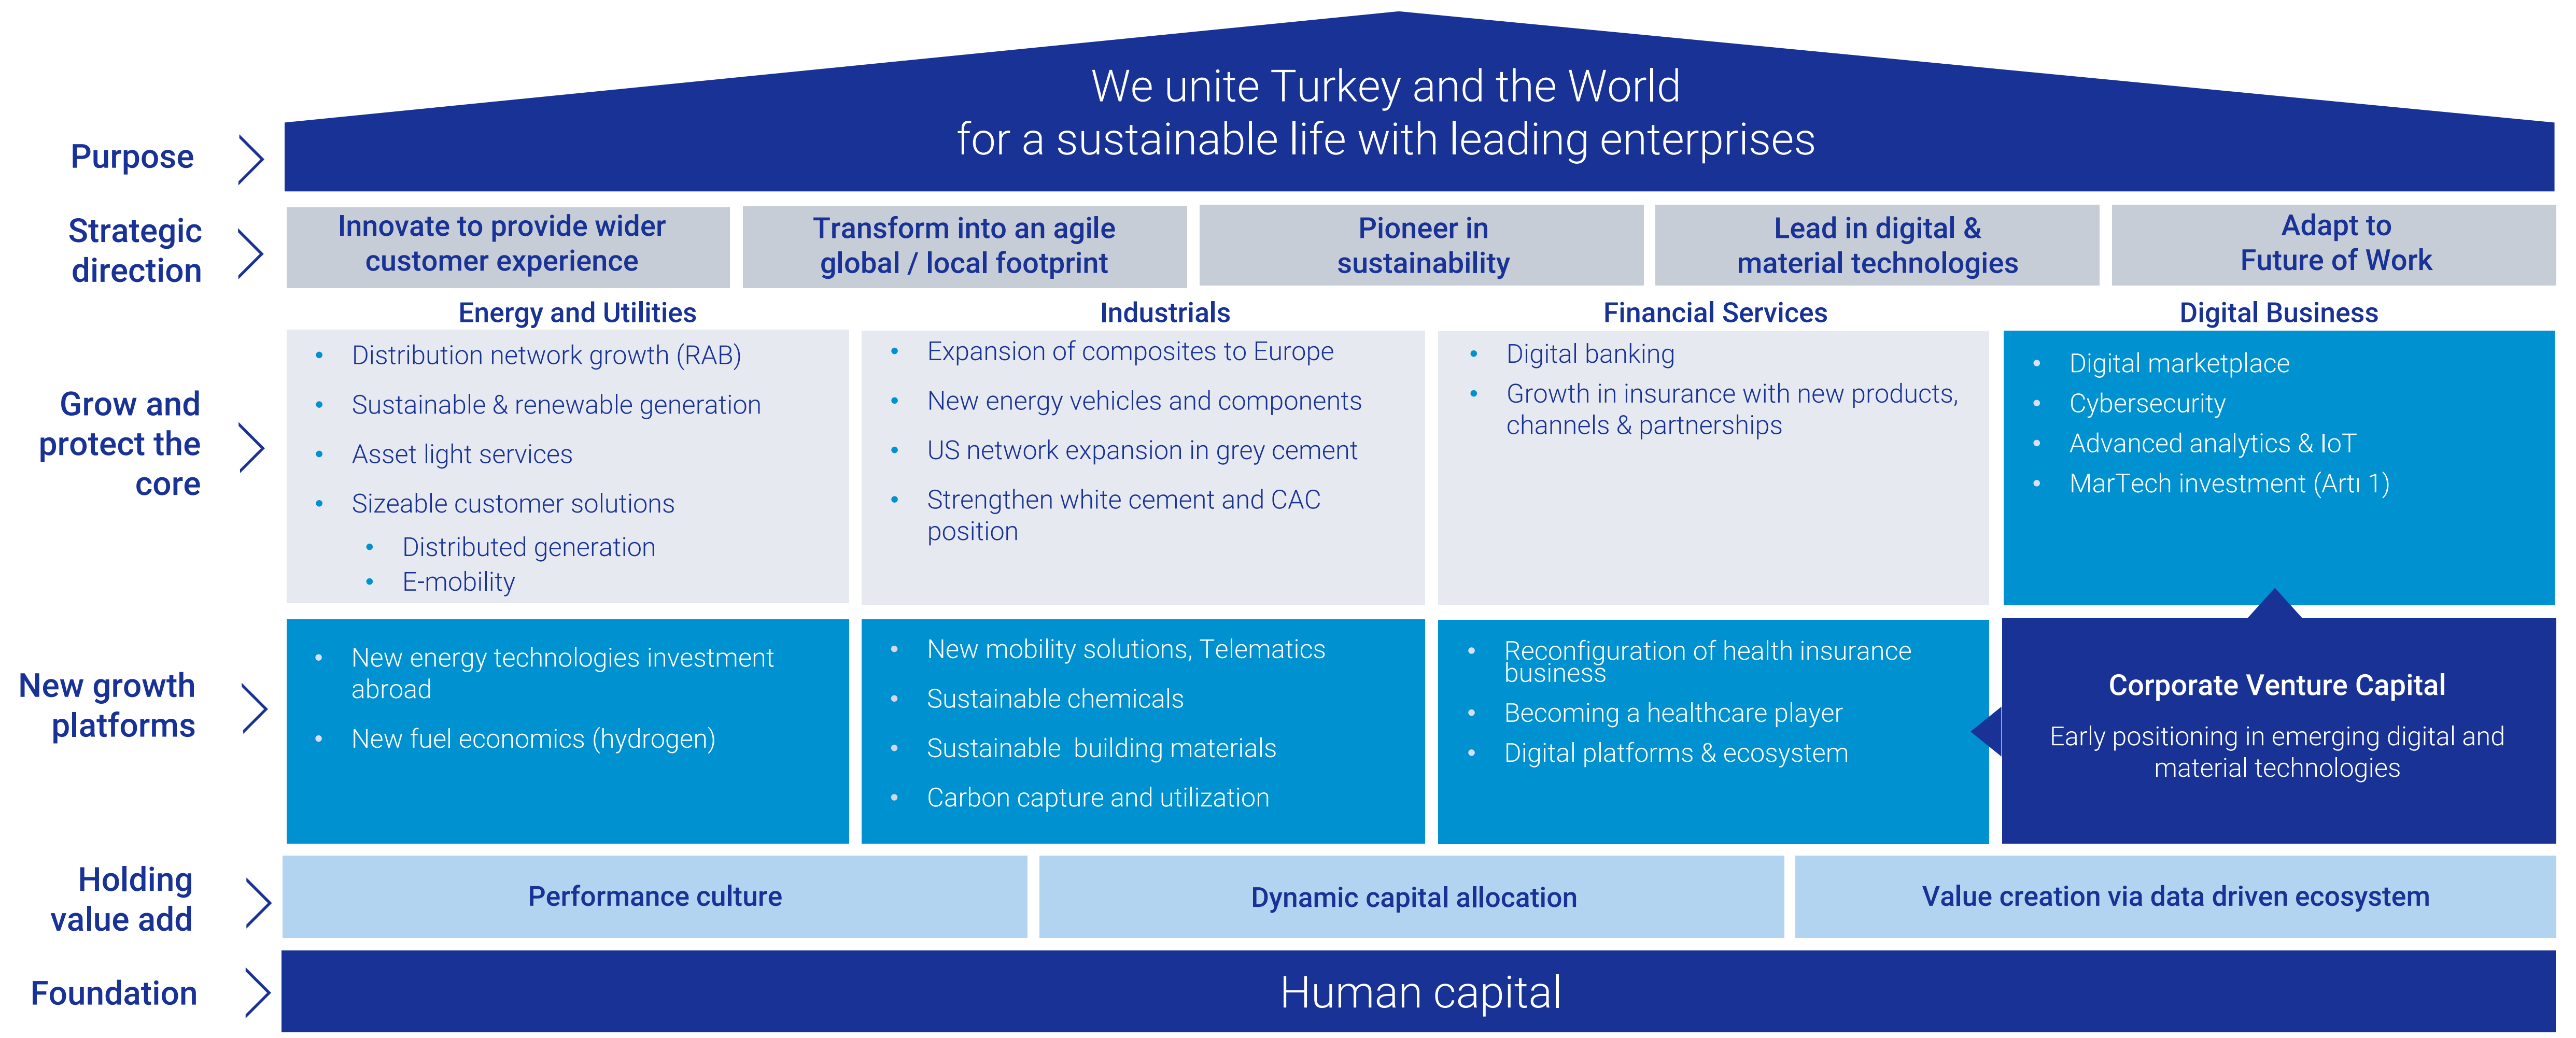 We unite Turkey and the World
for a sustainable life with leading enterprises
Purpose
Strategic
direction
Innovate to provide wider
customer experience
Transform into an agile
global / local footprint
Pioneer in
sustainability
Lead in digital &
material technologies
Adapt to
Future of Work
Energy and Utilities
Industrials
Financial Services
Digital Business
Grow and
protect the
core
• Distribution network growth (RAB)
• Sustainable & renewable generation
• Asset light services
• Sizeable customer solutions
• Distributed generation
• E-mobility
• Expansion of composites to Europe
• New energy vehicles and components
• US network expansion in grey cement
• Strengthen white cement and CAC
position
• Digital banking
• Growth in insurance with new products,
channels & partnerships
• Digital marketplace
• Cybersecurity
• Advanced analytics & IoT
• MarTech investment (Artı 1)
New growth
platforms
• New energy technologies investment
abroad
• New fuel economics (hydrogen)
• New mobility solutions, Telematics
• Sustainable chemicals
• Sustainable  building materials
• Carbon capture and utilization
• Reconfiguration of health insurance
business
• Becoming a healthcare player
• Digital platforms & ecosystem
Corporate Venture Capital
Early positioning in emerging digital and
material technologies
Holding
value add
Performance culture
Dynamic capital allocation
Value creation via data driven ecosystem
Foundation
Human capital